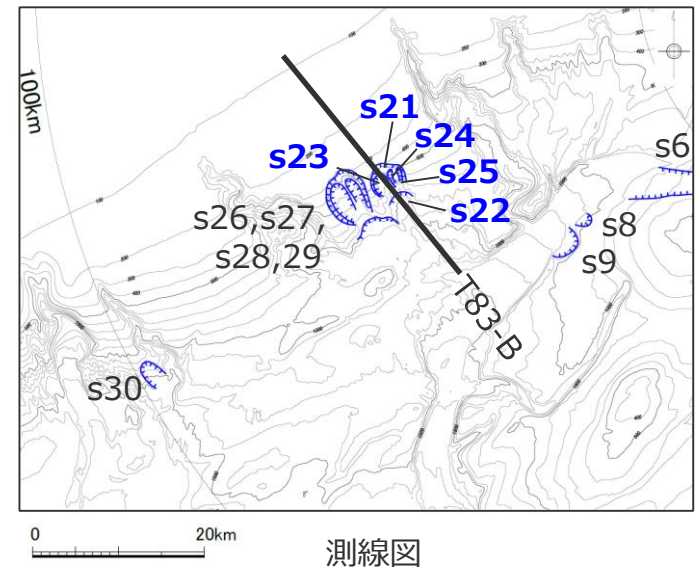 100km
s21
s24
s23
s25
s22
s6
s26,s27,
s28,29
s8
s9
T83-B
s30
0 20km
測線図